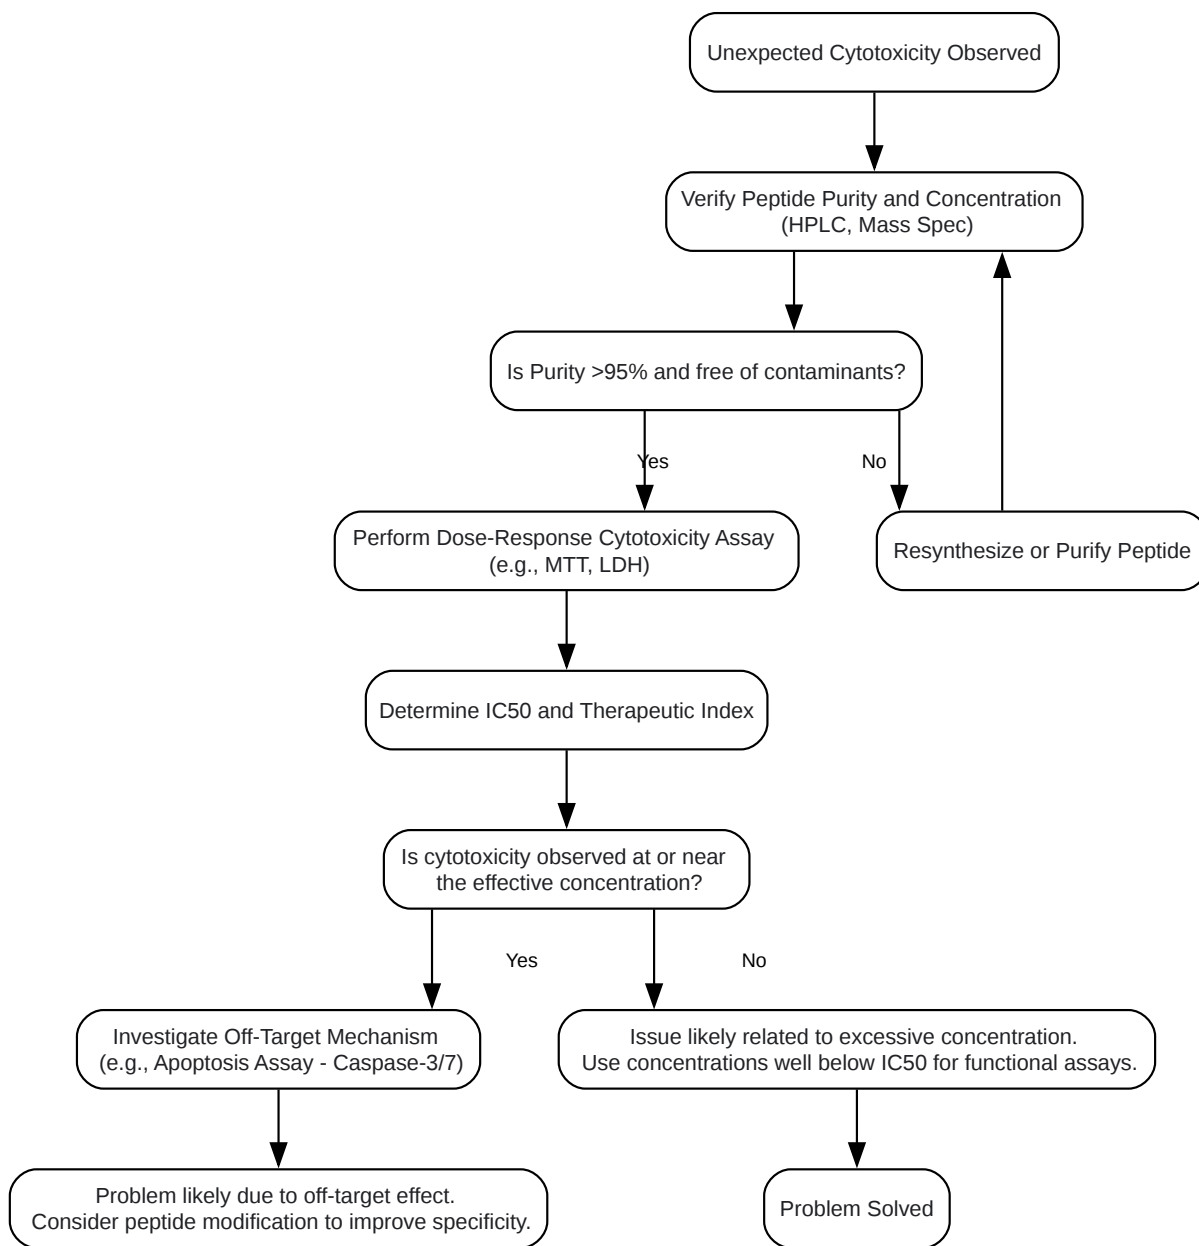 Unexpected Cytotoxicity Observed
Verify Peptide Purity and Concentration
(HPLC, Mass Spec)
Is Purity >95% and free of contaminants?
Yes
No
Perform Dose-Response Cytotoxicity Assay
(e.g., MTT, LDH)
Resynthesize or Purify Peptide
Determine IC50 and Therapeutic Index
Is cytotoxicity observed at or near
the effective concentration?
Yes
No
Investigate Off-Target Mechanism
(e.g., Apoptosis Assay - Caspase-3/7)
Issue likely related to excessive concentration.
Use concentrations well below IC50 for functional assays.
Problem likely due to off-target effect.
Consider peptide modification to improve specificity.
Problem Solved